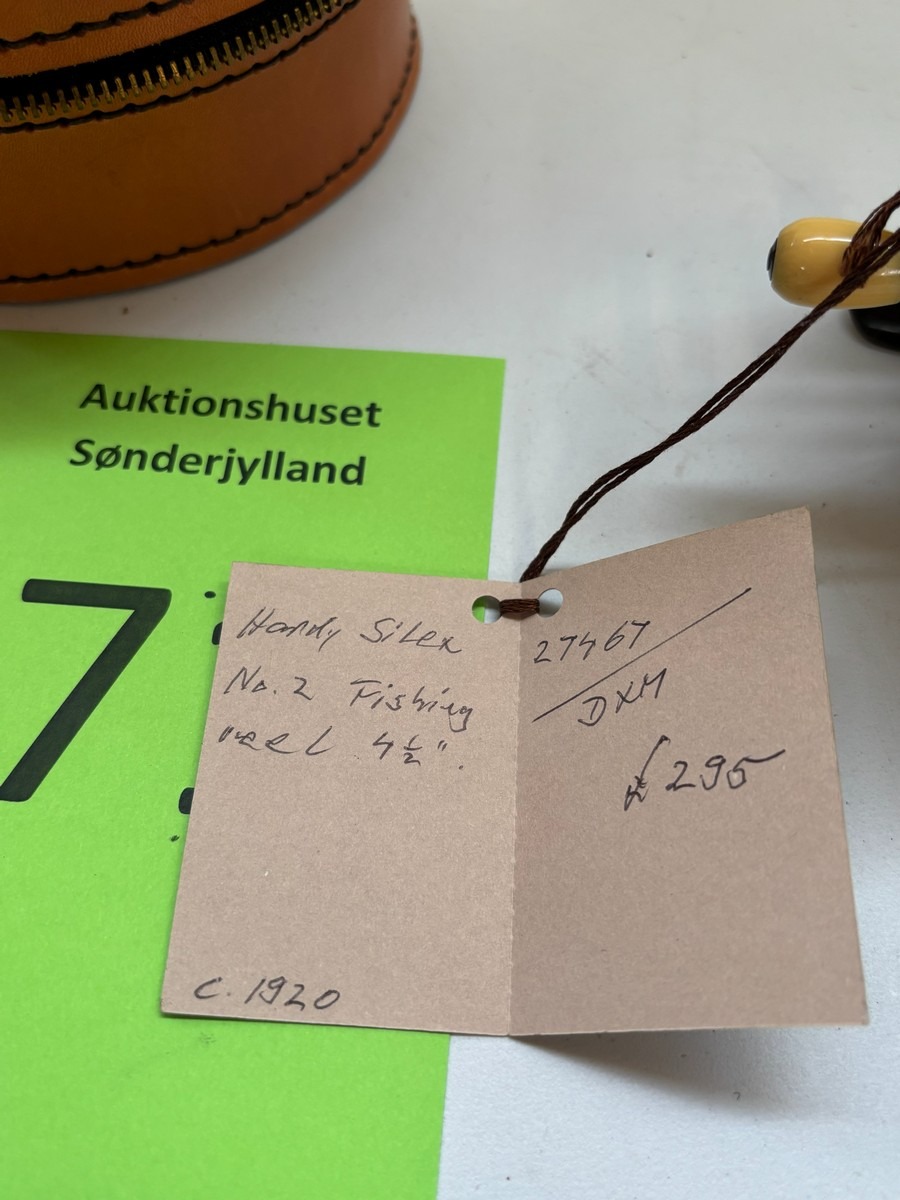 Auktionshuset
Sønderjylland
7
Hardy Silex
No. 2 Fishing
reel 4½".
c. 1920
27467
DXM
£295